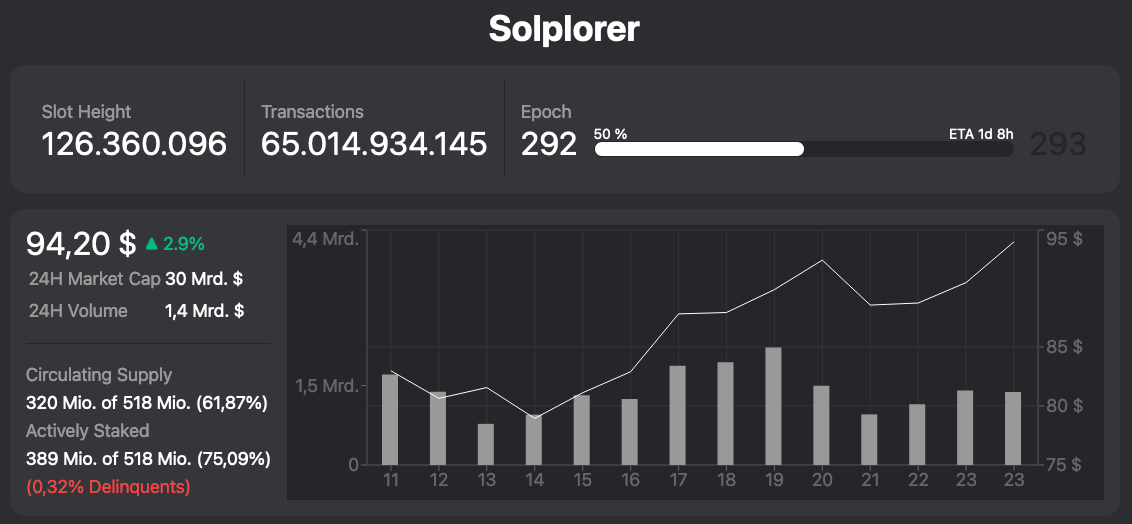 Solplorer
Slot Height
126.360.096
Transactions
65.014.934.145
Epoch
292
50 %
ETA 1d 8h
293
94,20 $ ▲ 2.9%
24H Market Cap 30 Mrd. $
24H Volume 1,4 Mrd. $
Circulating Supply
320 Mio. of 518 Mio. (61,87%)
Actively Staked
389 Mio. of 518 Mio. (75,09%)
(0,32% Delinquents)
4,4 Mrd.
1,5 Mrd.
0
95 $
85 $
80 $
75 $
11 12 13 14 15 16 17 18 19 20 21 22 23 23